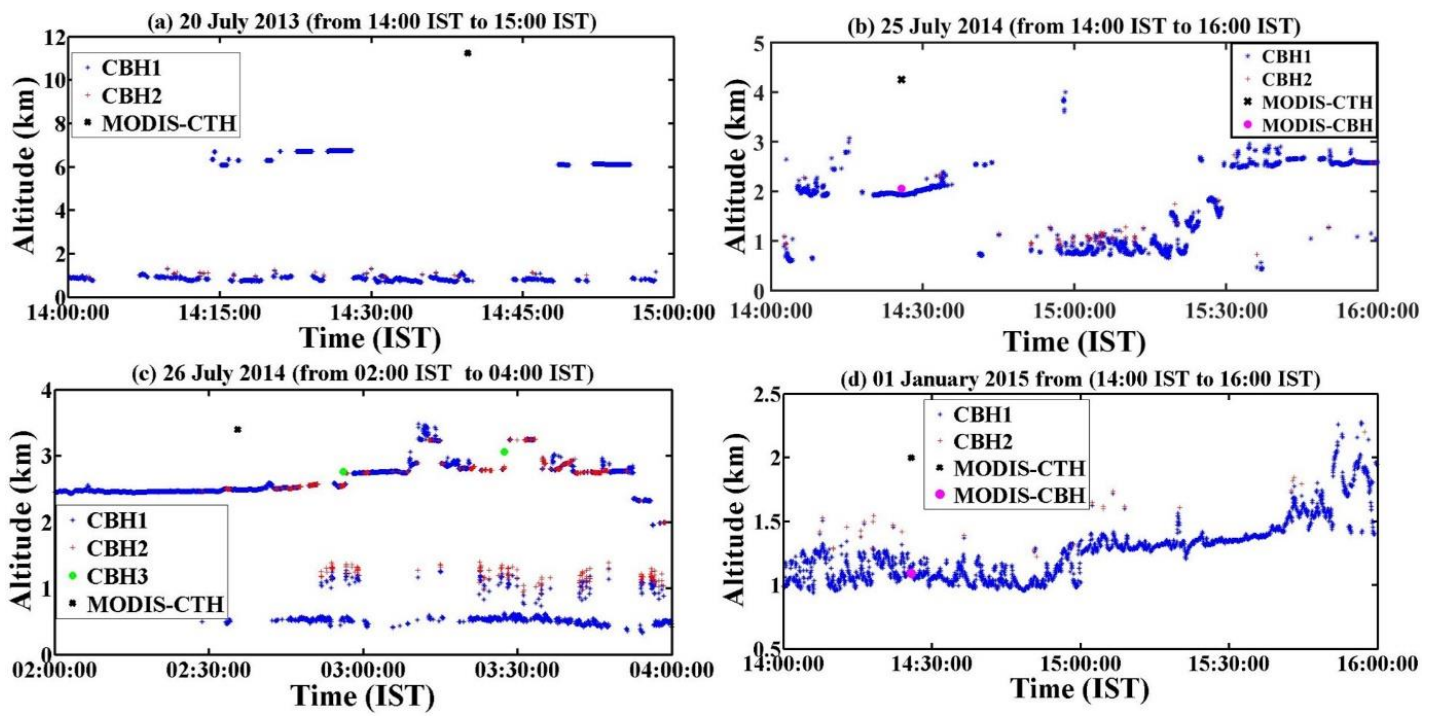 (a) 20 July 2013 (from 14:00 IST to 15:00 IST)
Altitude (km)
12
10
8
6
4
2
0
CBH1
CBH2
MODIS-CTH
14:00:00 14:15:00 14:30:00 14:45:00 15:00:00
Time (IST)
(b) 25 July 2014 (from 14:00 IST to 16:00 IST)
Altitude (km)
5
4
3
2
1
0
CBH1
CBH2
MODIS-CTH
MODIS-CBH
14:00:00 14:30:00 15:00:00 15:30:00 16:00:00
Time (IST)
(c) 26 July 2014 (from 02:00 IST to 04:00 IST)
Altitude (km)
4
3
2
1
0
CBH1
CBH2
CBH3
MODIS-CTH
02:00:00 02:30:00 03:00:00 03:30:00 04:00:00
Time (IST)
(d) 01 January 2015 from (14:00 IST to 16:00 IST)
Altitude (km)
2.5
2
1.5
1
0.5
CBH1
CBH2
MODIS-CTH
MODIS-CBH
14:00:00 14:30:00 15:00:00 15:30:00 16:00:00
Time (IST)